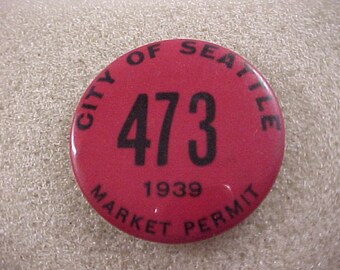 CITY OF SEATTLE
473
1939
MARKET PERMIT